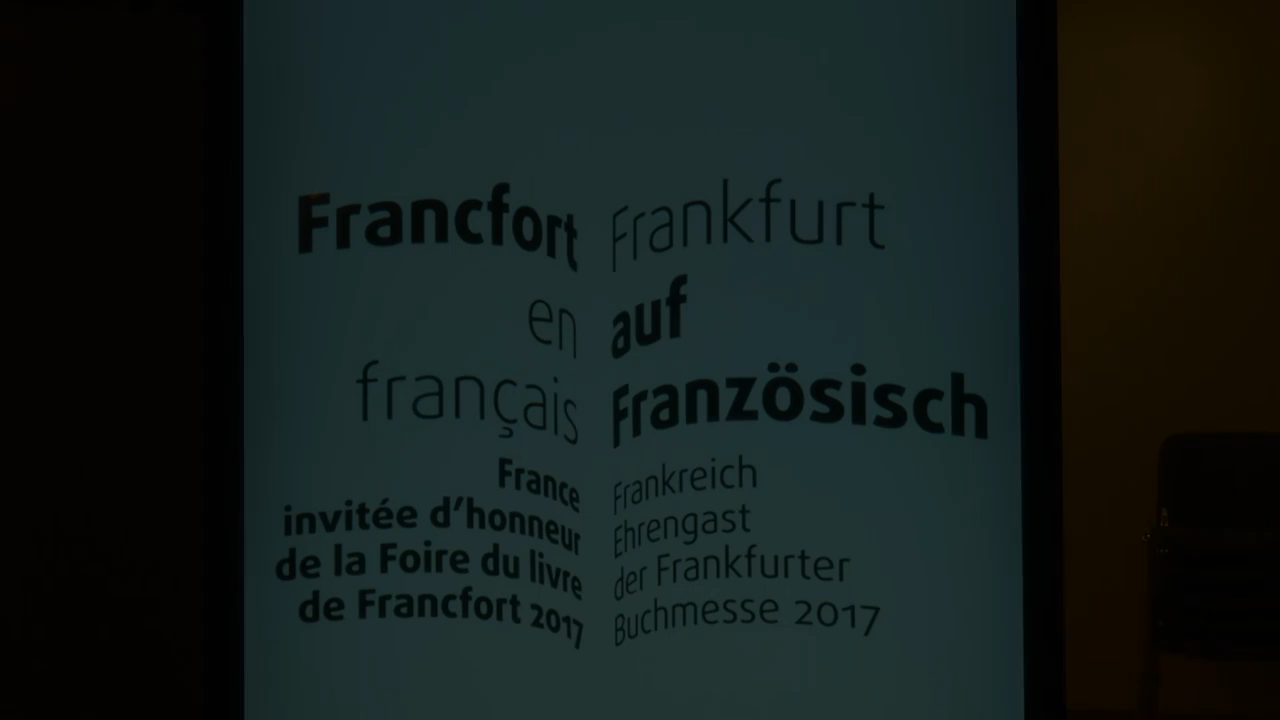 Francfort
en
français
France
invitée d'honneur
de la Foire du livre
de Francfort 2017
Frankfurt
auf
Französisch
Frankreich
Ehrengast
der Frankfurter
Buchmesse 2017